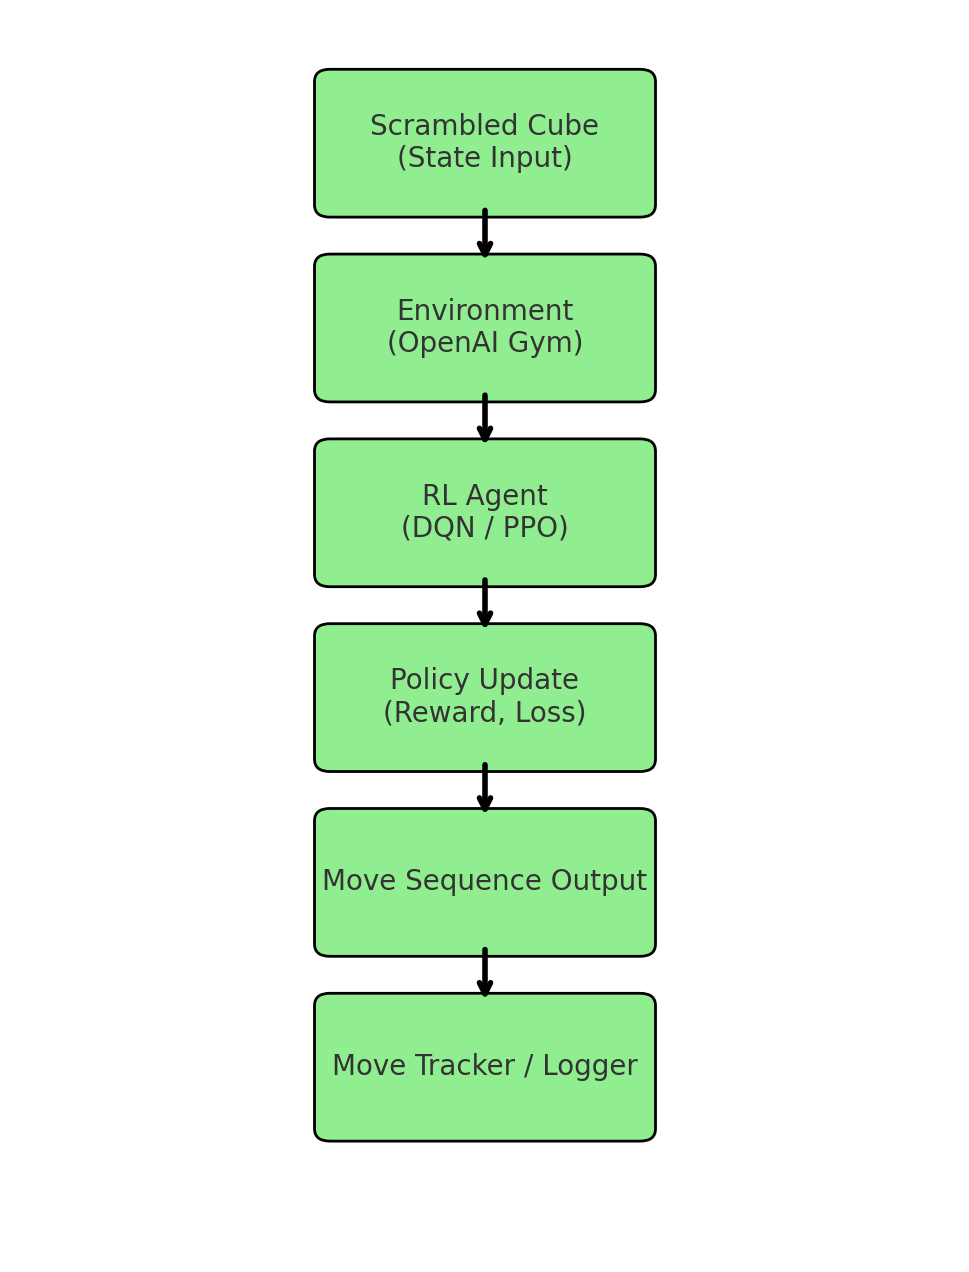 Scrambled Cube
(State Input)
Environment
(OpenAI Gym)
RL Agent
(DQN / PPO)
Policy Update
(Reward, Loss)
Move Sequence Output
Move Tracker / Logger